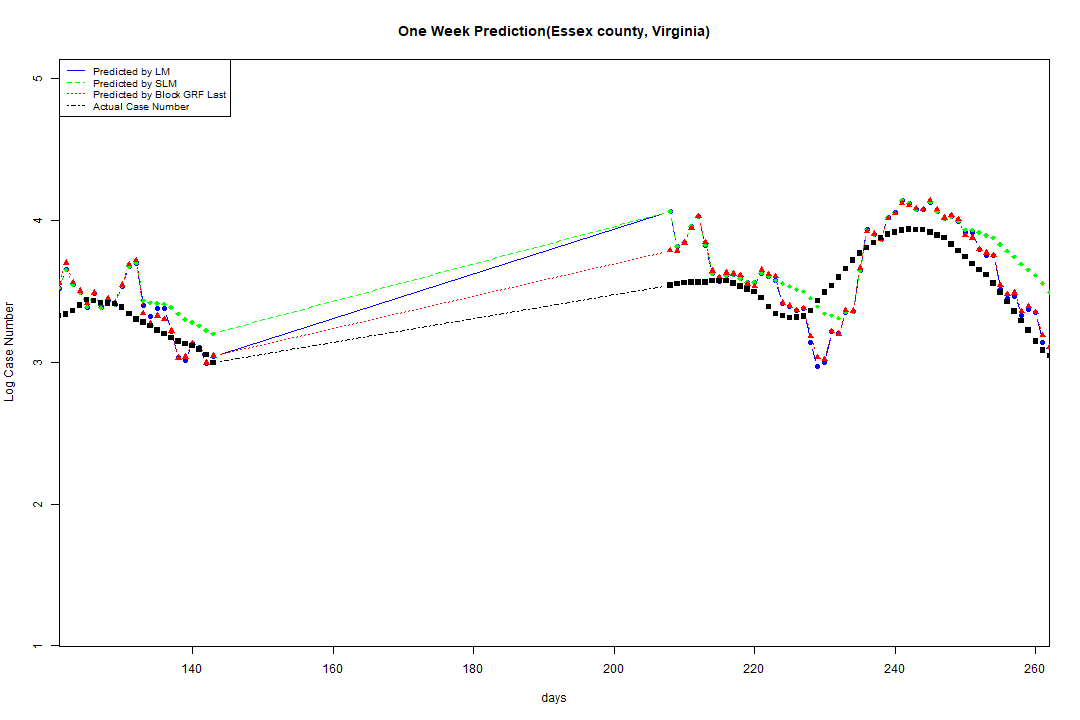 One Week Prediction(Essex county, Virginia)
Predicted by LM
Predicted by SLM
Predicted by Block GRF Last
Actual Case Number
5
4
3
2
1
Log Case Number
140 160 180 200 220 240 260
days